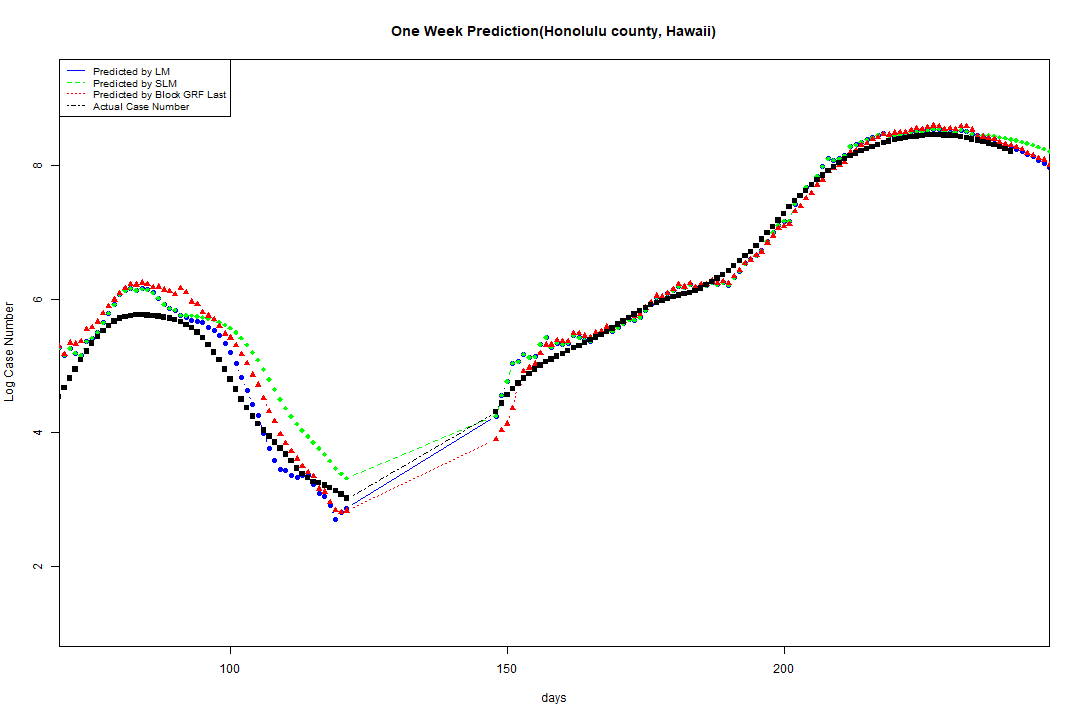 One Week Prediction(Honolulu county, Hawaii)
Predicted by LM
Predicted by SLM
Predicted by Block GRF Last
Actual Case Number
Log Case Number
8
6
4
2
100
150
200
days